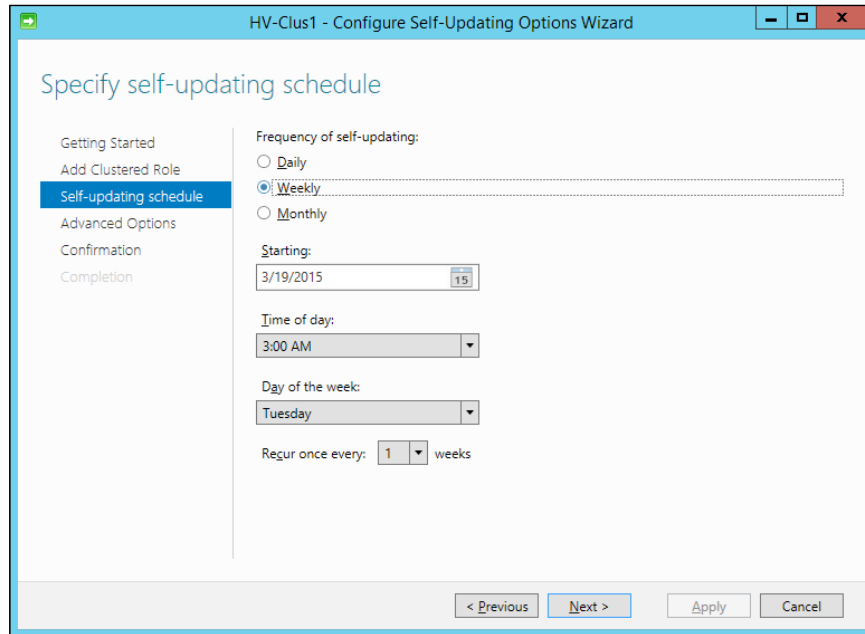 HV-Clus1 - Configure Self-Updating Options Wizard
Specify self-updating schedule
Getting Started
Add Clustered Role
Self-updating schedule
Advanced Options
Confirmation
Completion
Frequency of self-updating:
Daily
Weekly
Monthly
Starting:
3/19/2015
15
Time of day:
3:00 AM
Day of the week:
Tuesday
Recur once every: 1 weeks
< Previous
Next >
Apply
Cancel